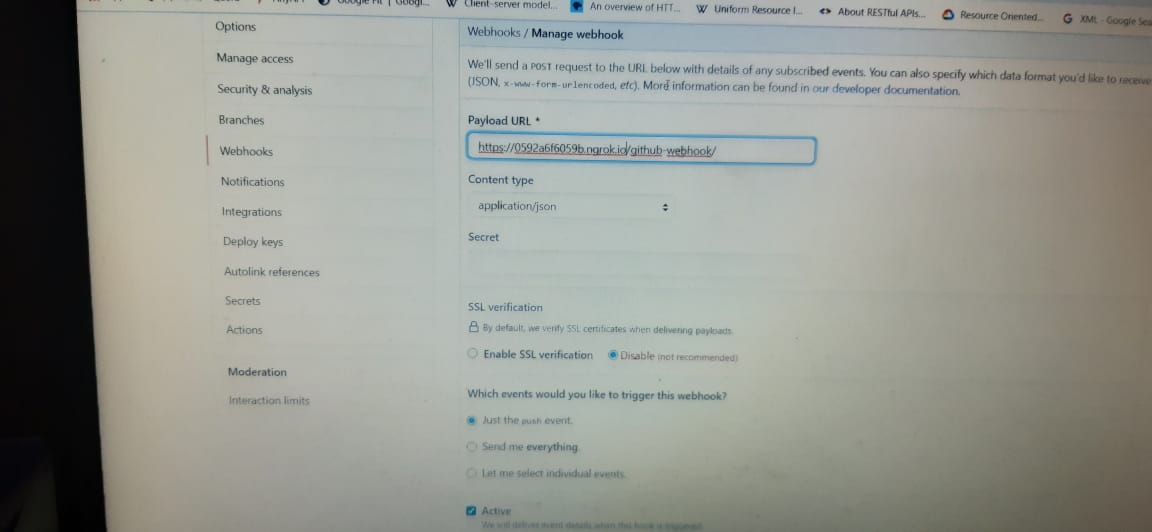 Client-server model...
An overview of HTT...
W Uniform Resource I...
<> About RESTful APIs...
Resource Oriented...
G XML - Google Sea
Options
Manage access
Security & analysis
Branches
Webhooks
Notifications
Integrations
Deploy keys
Autolink references
Secrets
Actions
Moderation
Interaction limits
Webhooks / Manage webhook
We'll send a POST request to the URL below with details of any subscribed events. You can also specify which data format you'd like to receive
(JSON, x-www-form-urlencoded, etc). More information can be found in our developer documentation.
Payload URL *
https://0592a6f6059b.ngrok.io/github-webhook/
Content type
application/json
Secret
SSL verification
By default, we verify SSL certificates when delivering payloads.
Enable SSL verification Disable (not recommended)
Which events would you like to trigger this webhook?
Just the push event.
Send me everything.
Let me select individual events.
Active
We will deliver event details when this hook is triggered.